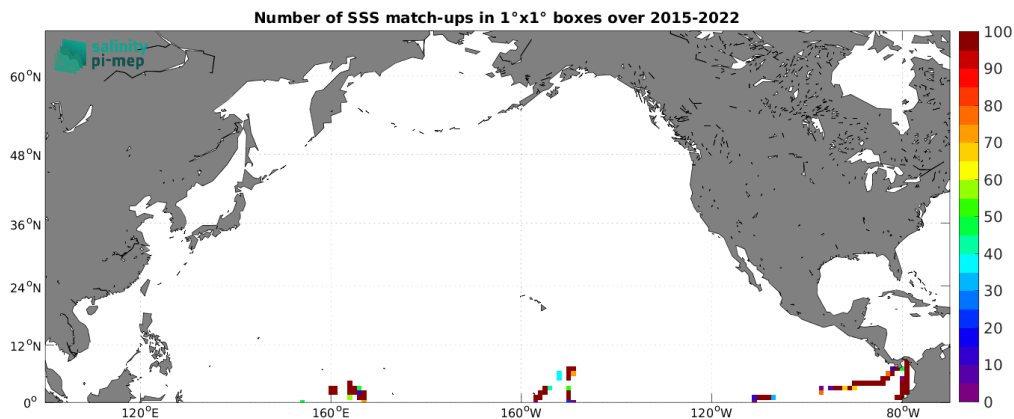 Number of SSS match-ups in 1°x1° boxes over 2015-2022
salinity
pi-mep
60°N
48°N
36°N
24°N
12°N
0°
120°E
160°E
160°W
120°W
80°W
100
90
80
70
60
50
40
30
20
10
0